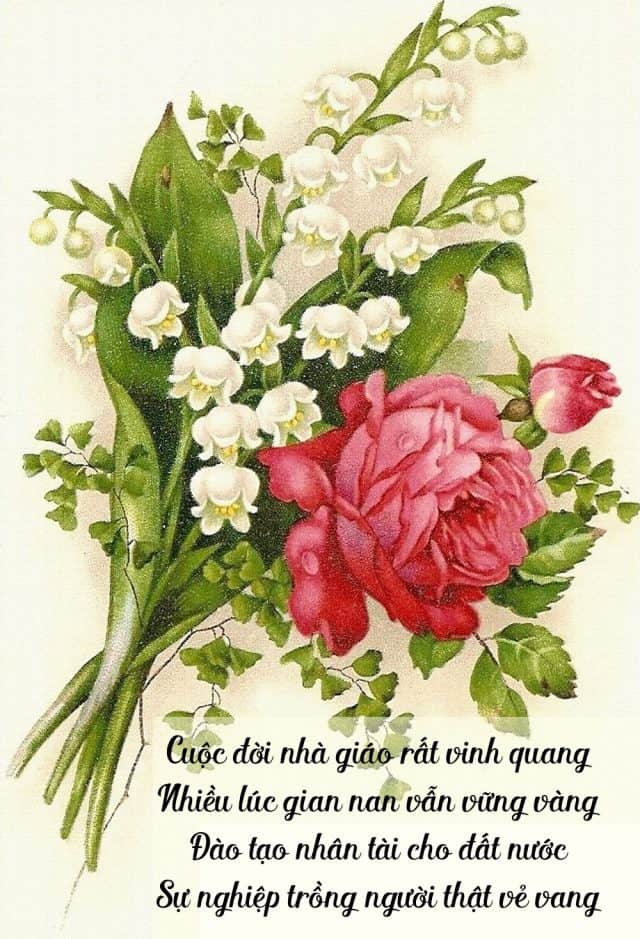 Cuộc đời nhà giáo rất vinh quang
Nhiều lúc gian nan vẫn vững vàng
Đào tạo nhân tài cho đất nước
Sự nghiệp trồng người thật vẻ vang